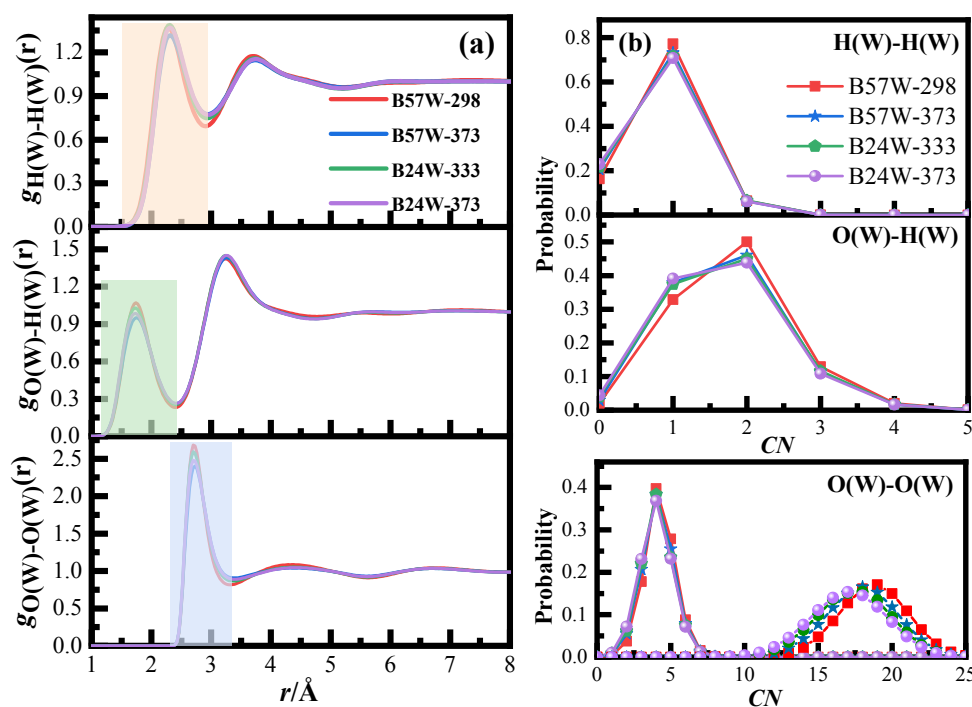 (a)
g_H(W)-H(W)(r)
1.2
0.9
0.6
0.3
0.0
B57W-298
B57W-373
B24W-333
B24W-373
g_O(W)-H(W)(r)
1.5
1.2
0.9
0.6
0.3
0.0
g_O(W)-O(W)(r)
2.5
2.0
1.5
1.0
0.5
0.0
1 2 3 4 5 6 7 8
r/Å
(b)
H(W)-H(W)
Probability
0.8
0.6
0.4
0.2
0.0
B57W-298
B57W-373
B24W-333
B24W-373
O(W)-H(W)
0.5
0.4
0.3
0.2
0.1
0.0
0 1 2 3 4 5
CN
O(W)-O(W)
Probability
0.4
0.3
0.2
0.1
0.0
0 5 10 15 20 25
CN